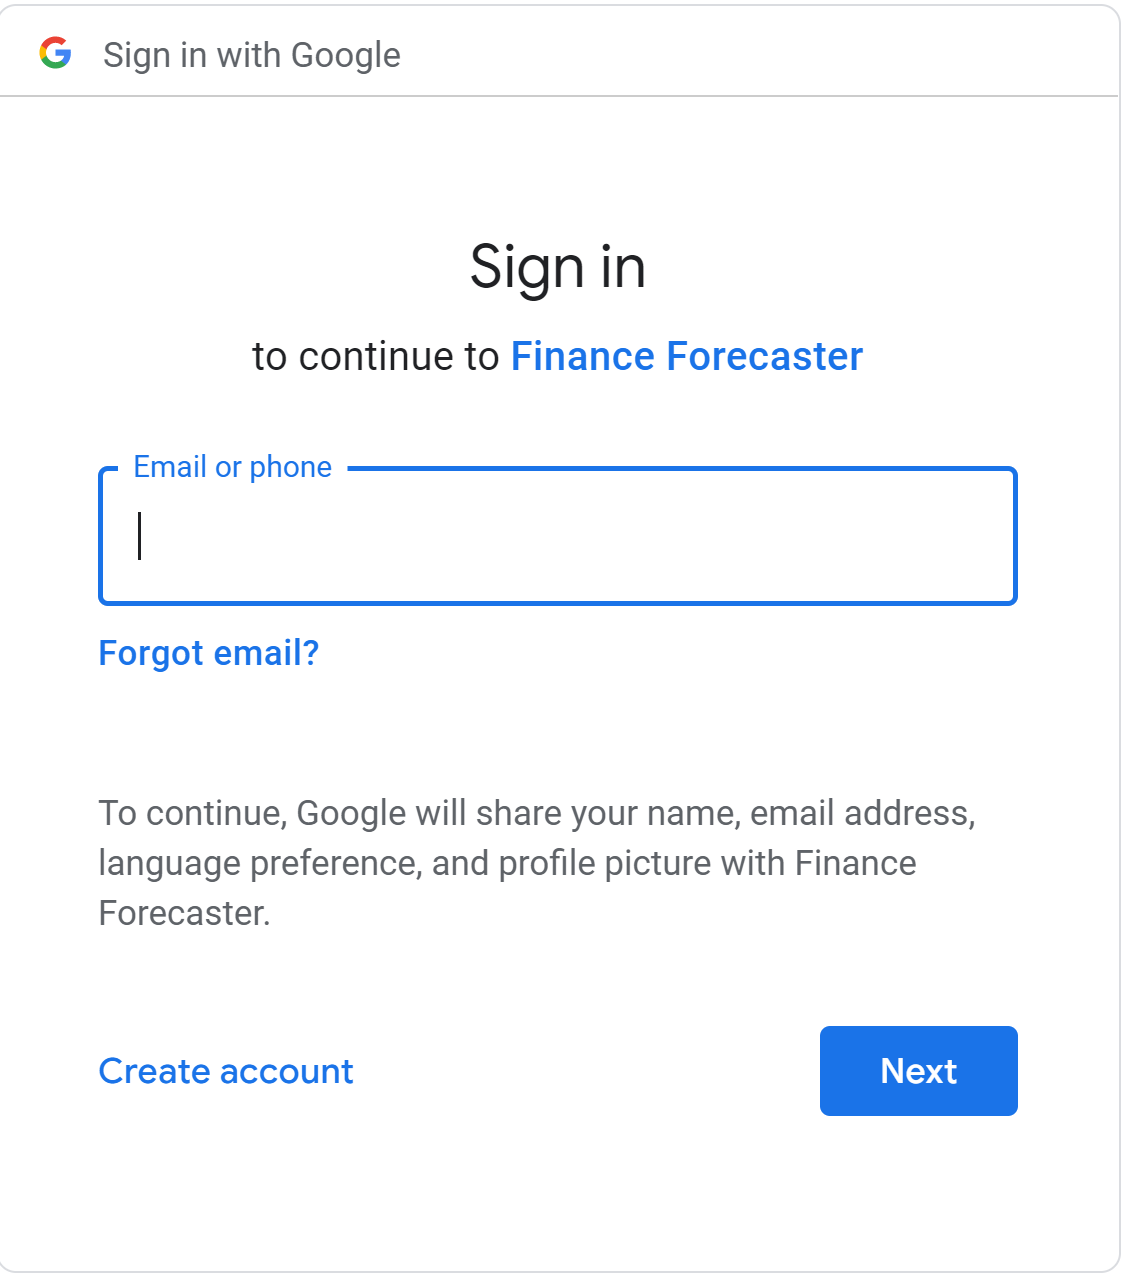 Sign in with Google
Sign in
to continue to Finance Forecaster
Email or phone
Forgot email?
To continue, Google will share your name, email address,
language preference, and profile picture with Finance
Forecaster.
Create account
Next